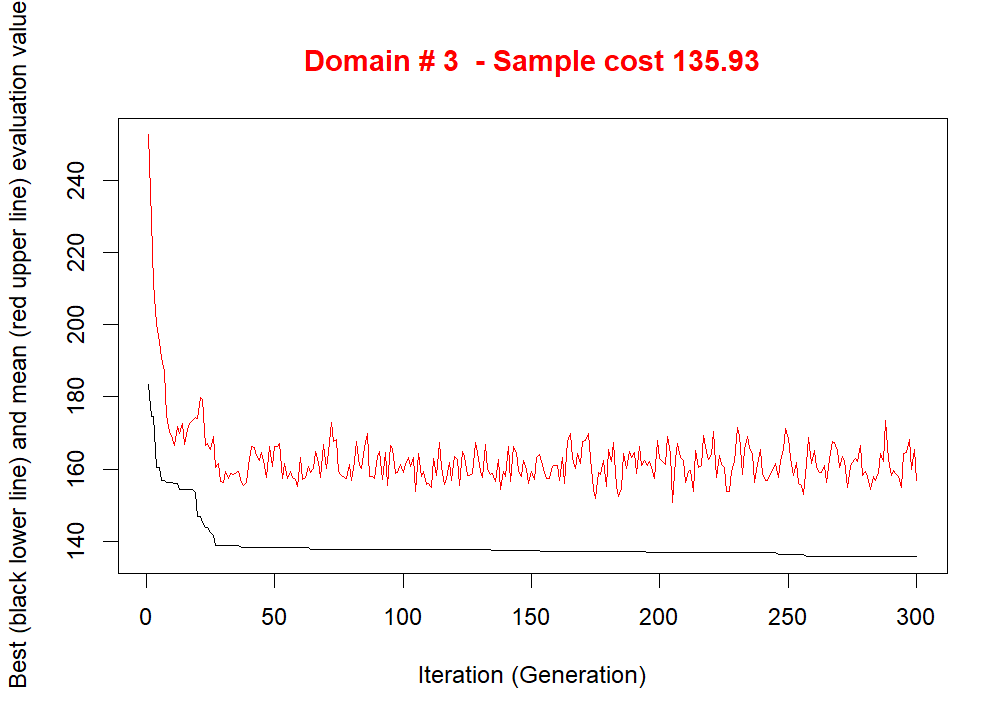 Domain # 3  - Sample cost 135.93
Best (black lower line) and mean (red upper line) evaluation value
240
220
200
180
160
140
0 50 100 150 200 250 300
Iteration (Generation)